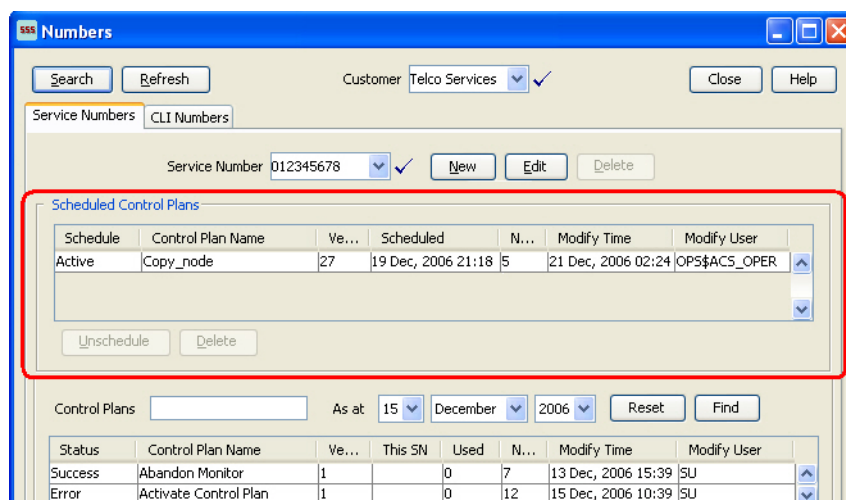 sss Numbers
Search Refresh Customer Telco Services Close Help
Service Numbers CLI Numbers
Service Number 012345678 New Edit Delete
Scheduled Control Plans
Schedule Control Plan Name Ve... Scheduled N... Modify Time Modify User
Active Copy_node 27 19 Dec, 2006 21:18 5 21 Dec, 2006 02:24 OPS$ACS_OPER
Unschedule Delete
Control Plans As at 15 December 2006 Reset Find
Status Control Plan Name Ve... This SN Used N... Modify Time Modify User
Success Abandon Monitor 1 0 7 13 Dec, 2006 15:39 SU
Error Activate Control Plan 1 0 12 15 Dec, 2006 10:39 SU